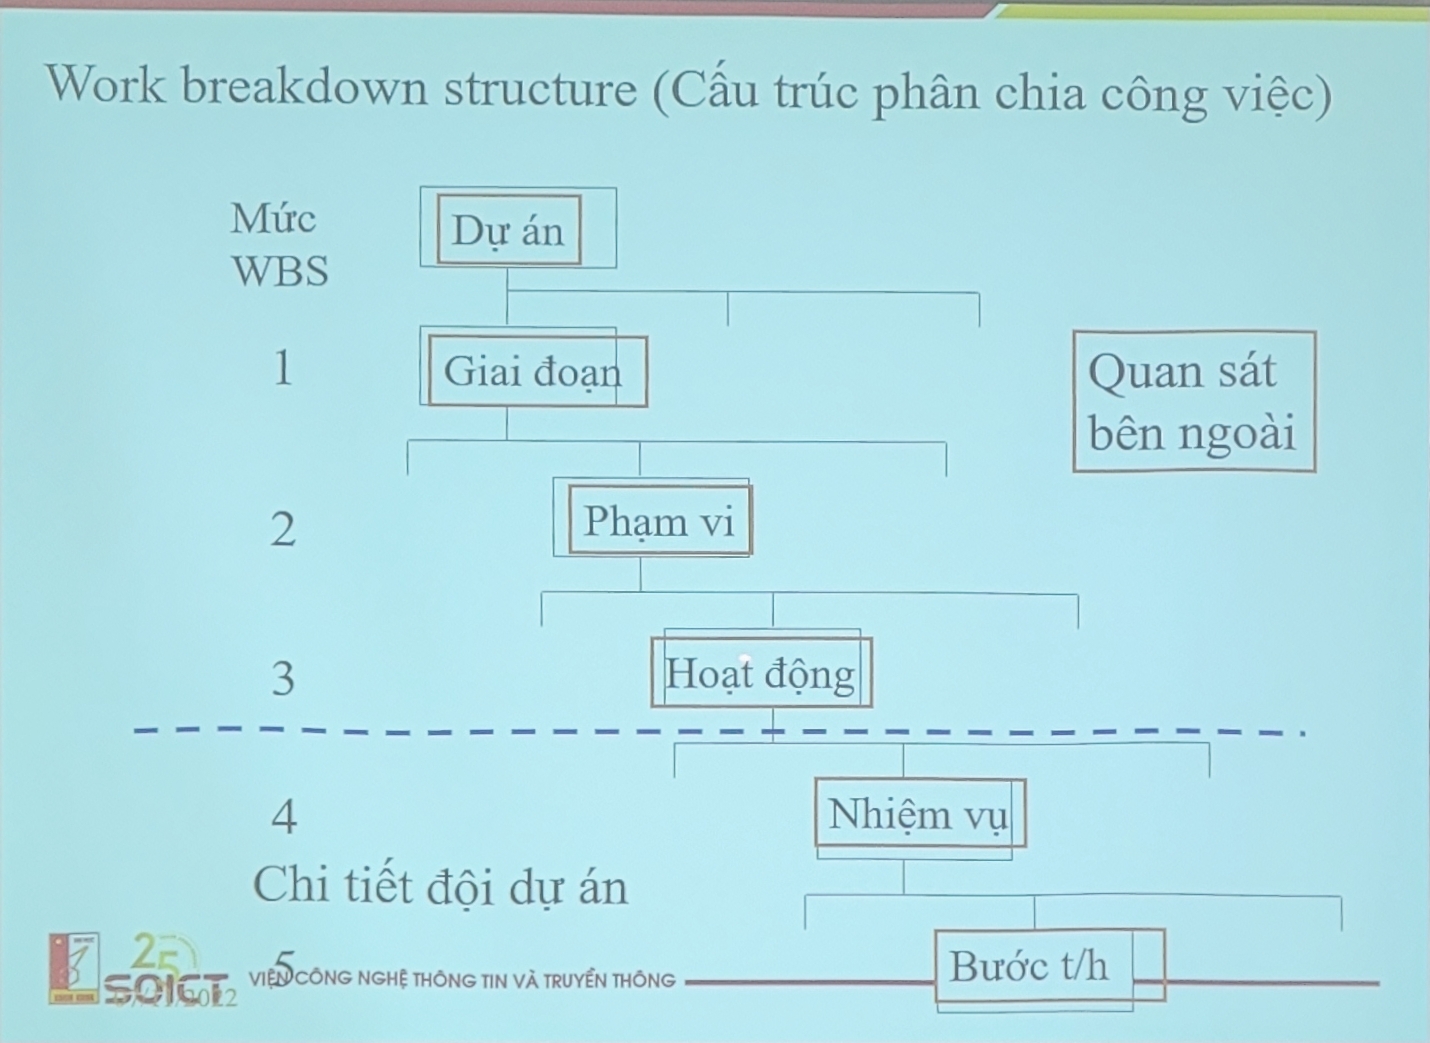 Work breakdown structure (Cấu trúc phân chia công việc)
Mức
WBS
Dự án
1
Giai đoạn
Quan sát
bên ngoài
2
Phạm vi
3
Hoạt động
4
Nhiệm vụ
Chi tiết đội dự án
5
Bước t/h
25
SOICT
VIỆN CÔNG NGHỆ THÔNG TIN VÀ TRUYỀN THÔNG